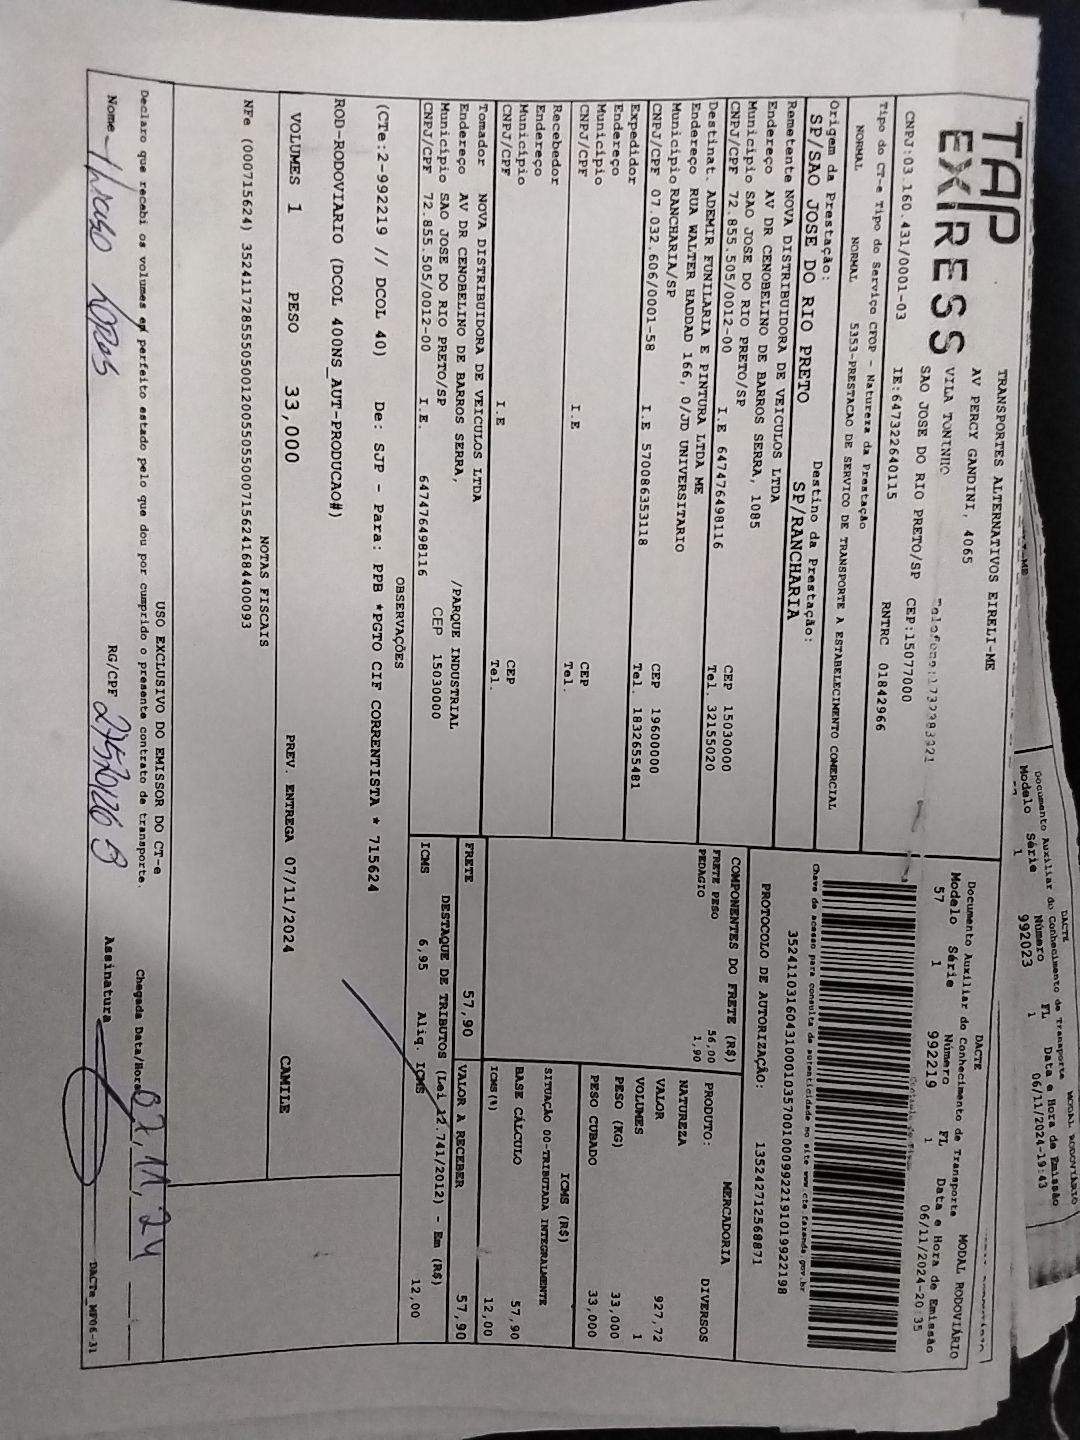 TAP EXPRESS
TRANSPORTES ALTERNATIVOS EIRELI-ME
AV PERCY GANDINI, 4065
VILA TONINHO
SAO JOSE DO RIO PRETO/SP CEP:15077000
CNPJ:03.160.431/0001-03 IE:647322640115 RNTRC 01842966
Tipo do CT-e Tipo do Serviço CFOP - Natureza da Prestação
NORMAL NORMAL 5353-PRESTACAO DE SERVICO DE TRANSPORTE A ESTABELECIMENTO COMERCIAL
Origem da Prestação: Destino da Prestação:
SP/SAO JOSE DO RIO PRETO SP/RANCHARIA
DACTE MODAL RODOVIÁRIO
Documento Auxiliar do Conhecimento de Transporte
Modelo Série Número FL Data e Hora de Emissão
57 1 992219 1 06/11/2024-20:35
Chave de acesso para consulta de autenticidade no site www.cte.fazenda.gov.br
PROTOCOLO DE AUTORIZAÇÃO: 135242712568871
Remetente NOVA DISTRIBUIDORA DE VEICULOS LTDA
Endereço AV DR CENOBELINO DE BARROS SERRA, 1085
Município SAO JOSE DO RIO PRETO/SP CEP 15030000
CNPJ/CPF 72.855.505/0012-00 I.E 647476498116 Tel. 32155020
Destinat. ADEMIR FUNILARIA E PINTURA LTDA ME
Endereço RUA WALTER HADDAD 166, 0/JD UNIVERSITARIO
Município RANCHARIA/SP CEP 19600000
CNPJ/CPF 07.032.606/0001-58 I.E 570086353118 Tel. 1832655481
Expedidor
Endereço
Município CEP
CNPJ/CPF I.E Tel.
Recebedor
Endereço
Município CEP
CNPJ/CPF I.E Tel.
Tomador NOVA DISTRIBUIDORA DE VEICULOS LTDA
Endereço AV DR CENOBELINO DE BARROS SERRA, /PARQUE INDUSTRIAL
Município SAO JOSE DO RIO PRETO/SP CEP 15030000
CNPJ/CPF 72.855.505/0012-00 I.E. 647476498116
COMPONENTES DO FRETE (R$)
FRETE PESO 56,00
PEDAGIO 1,90
MERCADORIA
PRODUTO: DIVERSOS
NATUREZA
VALOR 927,72
VOLUMES 1
PESO (KG) 33,000
PESO CUBADO 33,000
ICMS (R$)
SITUAÇÃO 00-TRIBUTADA INTEGRALMENTE
BASE CÁLCULO 57,90
ICMS(%) 12,00
FRETE 57,90 VALOR A RECEBER 57,90
DESTAQUE DE TRIBUTOS (Lei 12.741/2012) - Em (R$)
ICMS 6,95 Aliq. ICMS 12,00
OBSERVAÇÕES
(CTe:2-992219 // DCOL 40) De: SJP - Para: PPB *PGTO CIF CORRENTISTA * 715624
ROD-RODOVIARIO (DCOL 400NS_AUT-PRODUCAO#)
VOLUMES 1 PESO 33,000 PREV. ENTREGA 07/11/2024 CAMILE
NOTAS FISCAIS
USO EXCLUSIVO DO EMISSOR DO CT-e
Declaro que recebi os volumes em perfeito estado pelo que dou por cumprido o presente contrato de transporte. Chegada Data/Hora 07,11,24
Nome Lopes RG/CPF Assinatura
DACTe_MF06-31
DACTE MODAL RODOVIÁRIO
Documento Auxiliar do Conhecimento de Transporte
Modelo Série Número FL Data e Hora de Emissão
1 992023 1 06/11/2024-19:43